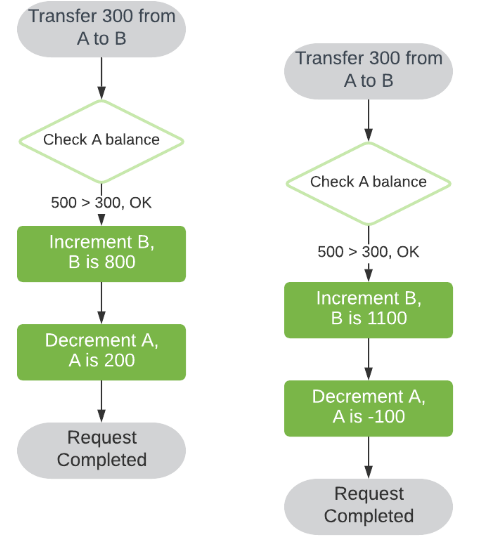 Transfer 300 from
A to B
Check A balance
500 > 300, OK
Increment B,
B is 800
Decrement A,
A is 200
Request
Completed
Transfer 300 from
A to B
Check A balance
500 > 300, OK
Increment B,
B is 1100
Decrement A,
A is -100
Request
Completed